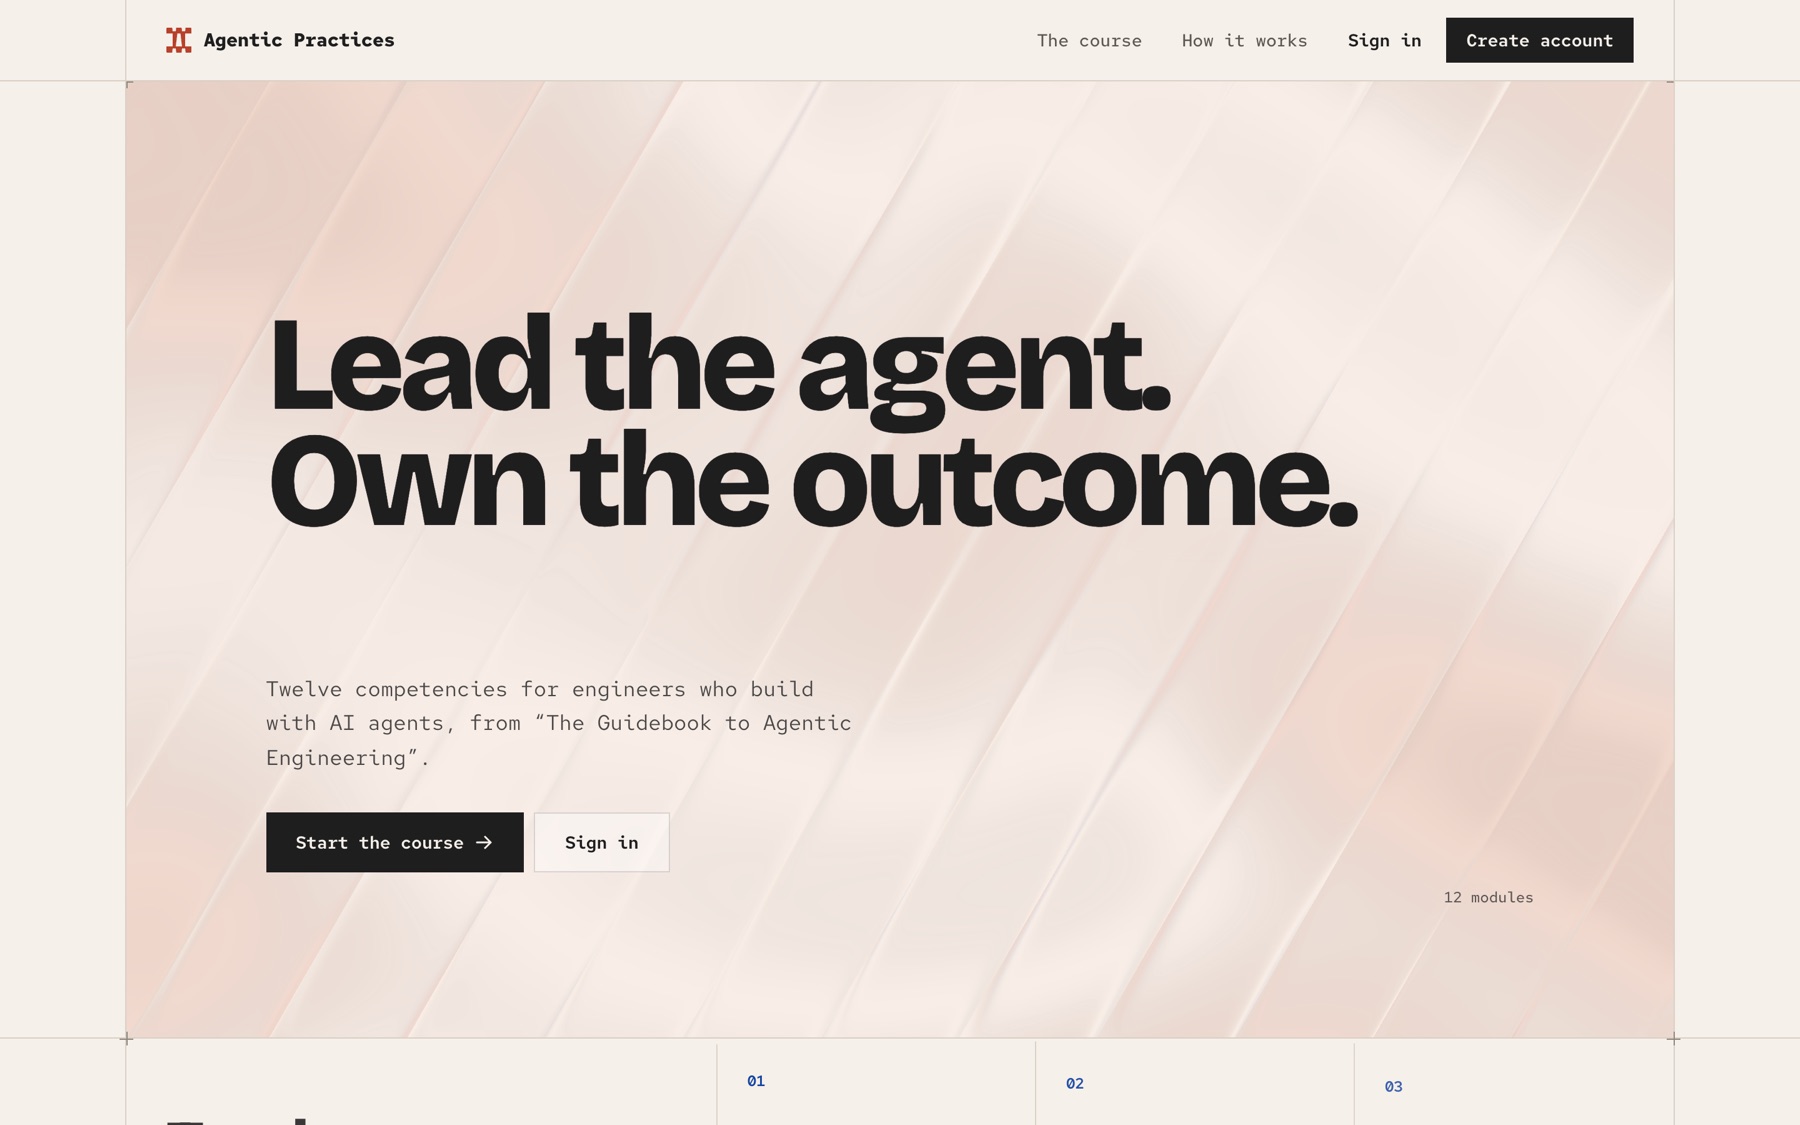 Agentic Practices
The course
How it works
Sign in
Create account
Lead the agent.
Own the outcome.
Twelve competencies for engineers who build
with AI agents, from “The Guidebook to Agentic
Engineering”.
Start the course →
Sign in
12 modules
01
02
03